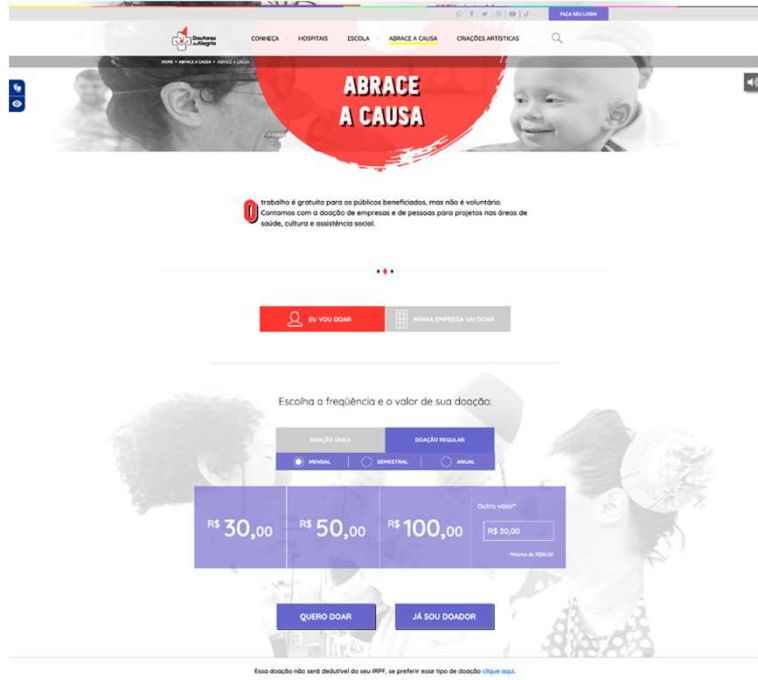 FAÇA SEU LOGIN
Doutores
da Alegria
CONHEÇA
HOSPITAIS
ESCOLA
ABRACE A CAUSA
CRIAÇÕES ARTÍSTICAS
HOME • ABRACE A CAUSA • ABRACE A CAUSA
ABRACE
A CAUSA
O trabalho é gratuito para os públicos beneficiados, mas não é voluntário.
Contamos com a doação de empresas e de pessoas para projetos nas áreas de
saúde, cultura e assistência social.
EU VOU DOAR
MINHA EMPRESA VAI DOAR
Escolha a freqüência e o valor de sua doação:
DOAÇÃO ÚNICA
DOAÇÃO REGULAR
MENSAL
SEMESTRAL
ANUAL
R$ 30,00
R$ 50,00
R$ 100,00
Outro valor*
R$ 30,00
*Mínimo de R$30,00
QUERO DOAR
JÁ SOU DOADOR
Essa doação não será dedutível do seu IRPF, se preferir esse tipo de doação clique aqui.